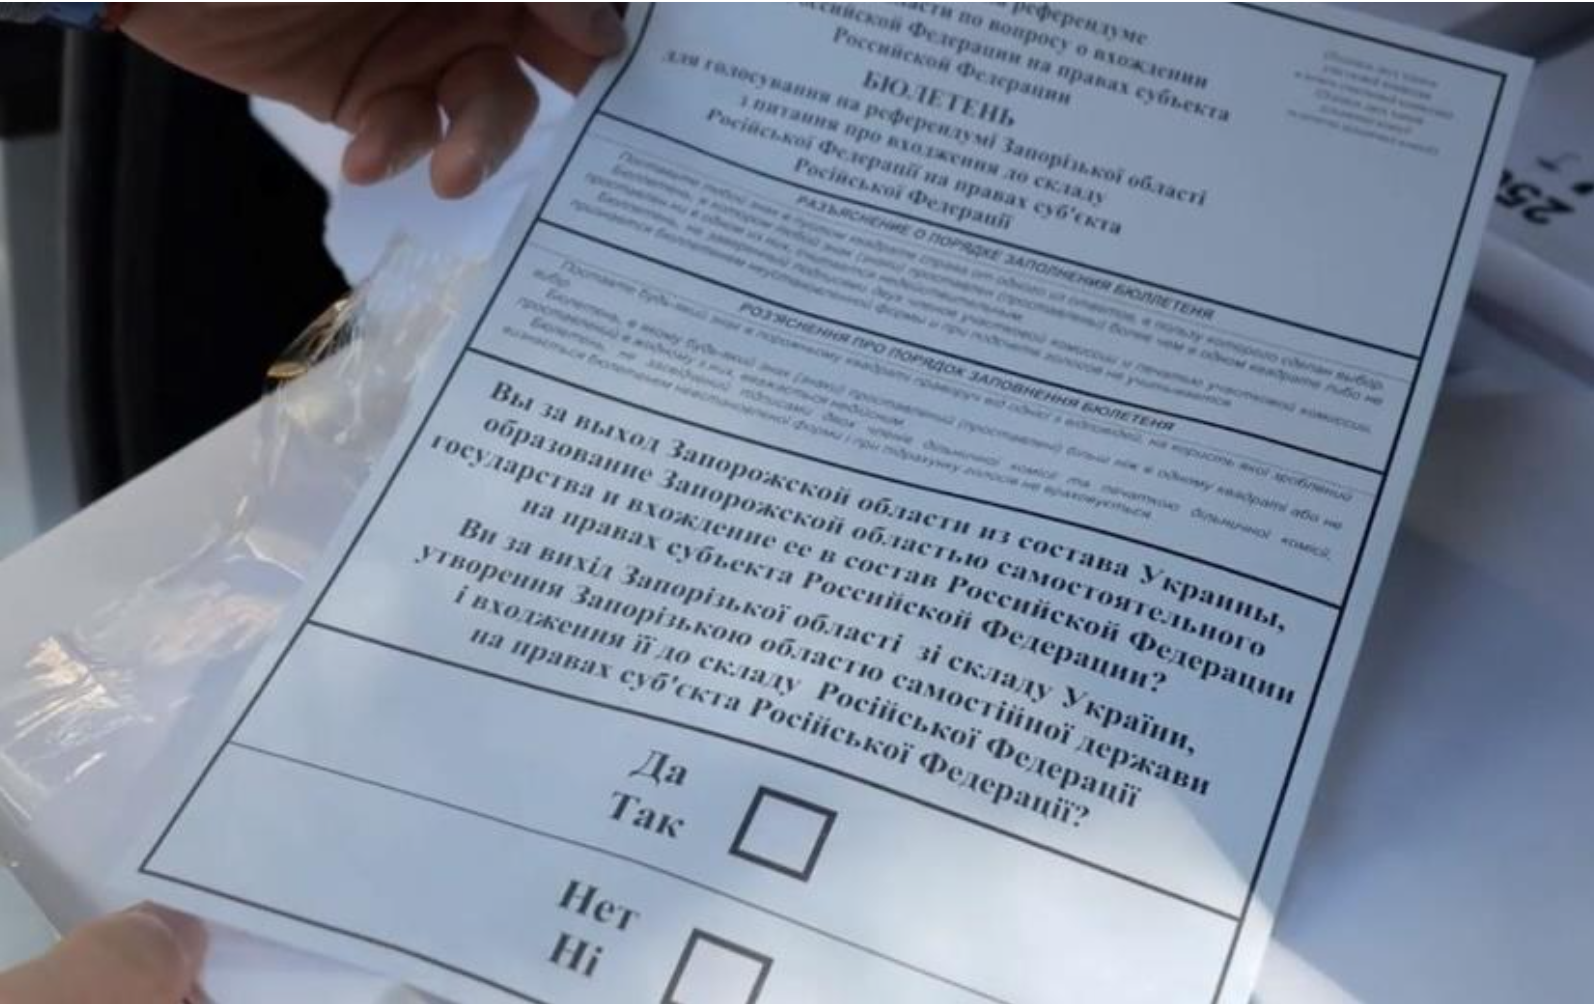 референдуме
по вопросу о вхождении
Российской Федерации на правах субъекта
Российской Федерации
БЮЛЕТЕНЬ
для голосування на референдумі Запорізької області
з питання про входження до складу
Російської Федерації на правах суб'єкта
Російської Федерації
РАЗЪЯСНЕНИЕ О ПОРЯДКЕ ЗАПОЛНЕНИЯ БЮЛЛЕТЕНЯ
Поставьте любой знак в пустом квадрате справа от одного из ответов, в пользу которого сделан выбор.
Бюллетень, в котором любой знак (знаки) проставлен (проставлены) более чем в одном квадрате либо не
проставлен ни в одном из них, считается недействительным.
Бюллетень, не заверенный подписями двух членов участковой комиссии и печатью участковой комиссии,
признается бюллетенем неустановленной формы и при подсчете голосов не учитывается.
РОЗ'ЯСНЕННЯ ПРО ПОРЯДОК ЗАПОВНЕННЯ БЮЛЕТЕНЯ
Поставте будь-який знак в порожньому квадраті праворуч від однієї з відповідей, на користь якої зроблений
вибір.
Бюлетень, в якому будь-який знак (знаки) проставлений (проставлені) більш ніж в одному квадраті або не
проставлений в жодному з них, вважається недійсним.
Бюлетень, не засвідчений підписами двох членів дільничної комісії та печаткою дільничної комісії,
визнається бюлетенем невстановленої форми і при підрахунку голосів не враховується.
Вы за выход Запорожской области из состава Украины,
образование Запорожской областью самостоятельного
государства и вхождение ее в состав Российской Федерации
на правах субъекта Российской Федерации?
Ви за вихід Запорізької області зі складу України,
утворення Запорізькою областю самостійної держави
і входження її до складу Російської Федерації
на правах суб'єкта Російської Федерації?
Да
Так
Нет
Ні